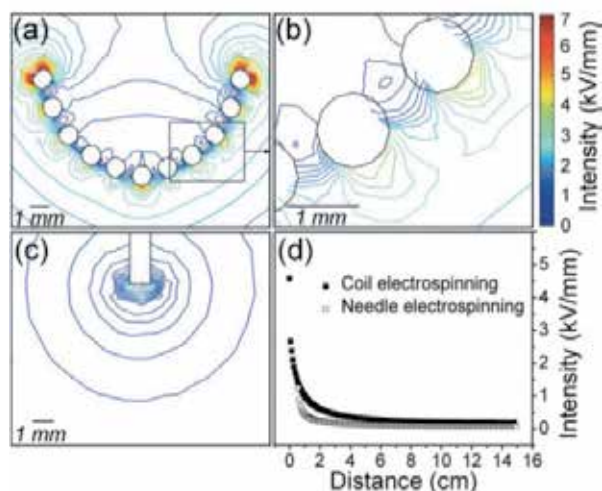 (a)
1 mm
(b)
1 mm
7
6
5
4
3
2
1
0
Intensity (kV/mm)
(c)
1 mm
(d)
Coil electrospinning
Needle electrospinning
5
4
3
2
1
0
Intensity (kV/mm)
0 2 4 6 8 10 12 14 16
Distance (cm)